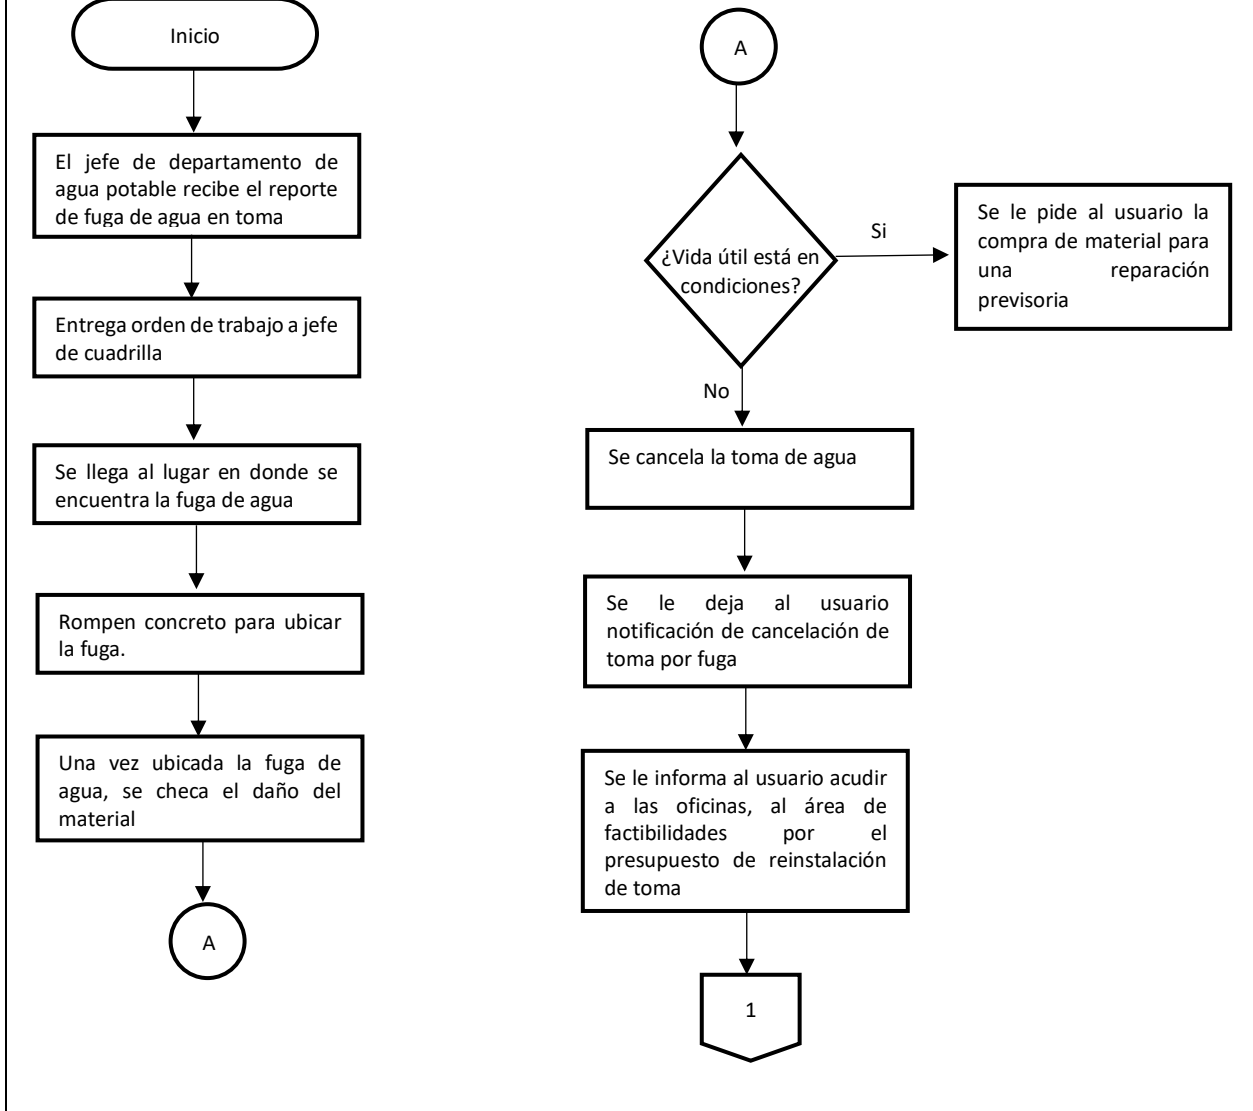 Inicio
El jefe de departamento de
agua potable recibe el reporte
de fuga de agua en toma
Entrega orden de trabajo a jefe
de cuadrilla
Se llega al lugar en donde se
encuentra la fuga de agua
Rompen concreto para ubicar
la fuga.
Una vez ubicada la fuga de
agua, se checa el daño del
material
A
A
¿Vida útil está en
condiciones?
Si
Se le pide al usuario la
compra de material para
una reparación
previsoria
No
Se cancela la toma de agua
Se le deja al usuario
notificación de cancelación de
toma por fuga
Se le informa al usuario acudir
a las oficinas, al área de
factibilidades por el
presupuesto de reinstalación
de toma
1